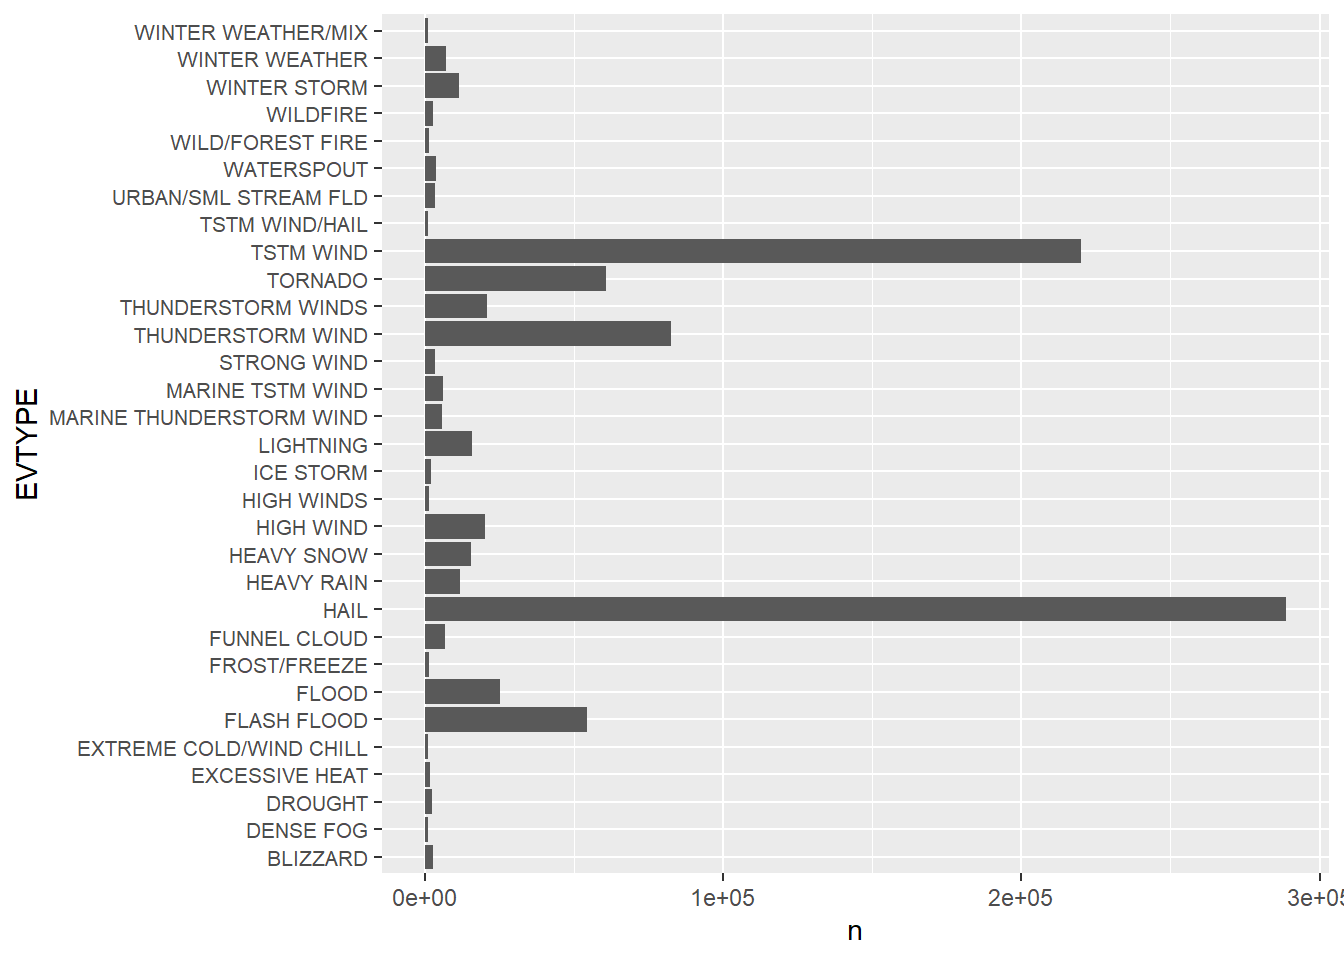 WINTER WEATHER/MIX
WINTER WEATHER
WINTER STORM
WILDFIRE
WILD/FOREST FIRE
WATERSPOUT
URBAN/SML STREAM FLD
TSTM WIND/HAIL
TSTM WIND
TORNADO
THUNDERSTORM WINDS
THUNDERSTORM WIND
STRONG WIND
MARINE TSTM WIND
MARINE THUNDERSTORM WIND
LIGHTNING
ICE STORM
HIGH WINDS
HIGH WIND
HEAVY SNOW
HEAVY RAIN
HAIL
FUNNEL CLOUD
FROST/FREEZE
FLOOD
FLASH FLOOD
EXTREME COLD/WIND CHILL
EXCESSIVE HEAT
DROUGHT
DENSE FOG
BLIZZARD
EVTYPE
0e+00 1e+05 2e+05 3e+0
n